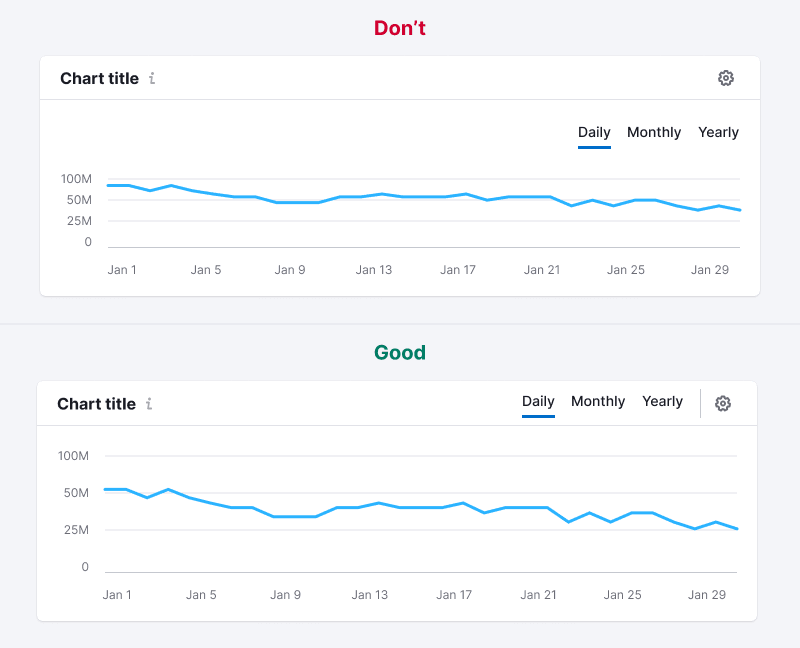 Don’t
Chart title i
Daily Monthly Yearly
100M
50M
25M
0
Jan 1 Jan 5 Jan 9 Jan 13 Jan 17 Jan 21 Jan 25 Jan 29
Good
Chart title i Daily Monthly Yearly
100M
50M
25M
0
Jan 1 Jan 5 Jan 9 Jan 13 Jan 17 Jan 21 Jan 25 Jan 29